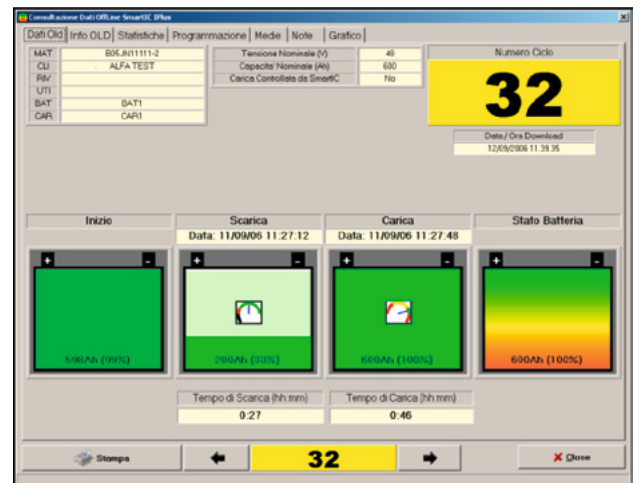 Consultazione Dati OffLine SmartIC IPlus
Dati Old Info OLD Statistiche Programmazione Medie Note Grafico
MAT B05JN11111-2
CLI ALFA TEST
RIV
UTI
BAT BAT1
CAR CAR1
Tensione Nominale (V) 48
Capacita' Nominale (Ah) 600
Carica Controllata da SmartIC No
Numero Ciclo
32
Data / Ora Download
12/09/2006 11.39.35
Inizio Scarica Carica Stato Batteria
Data: 11/09/06 11:27:12 Data: 11/09/06 11:27:48
+ - + - + - + -
598Ah (99%) 200Ah (33%) 600Ah (100%) 600Ah (100%)
Tempo di Scarica (hh:mm) Tempo di Carica (hh:mm)
0:27 0:46
Stampa 32 Close